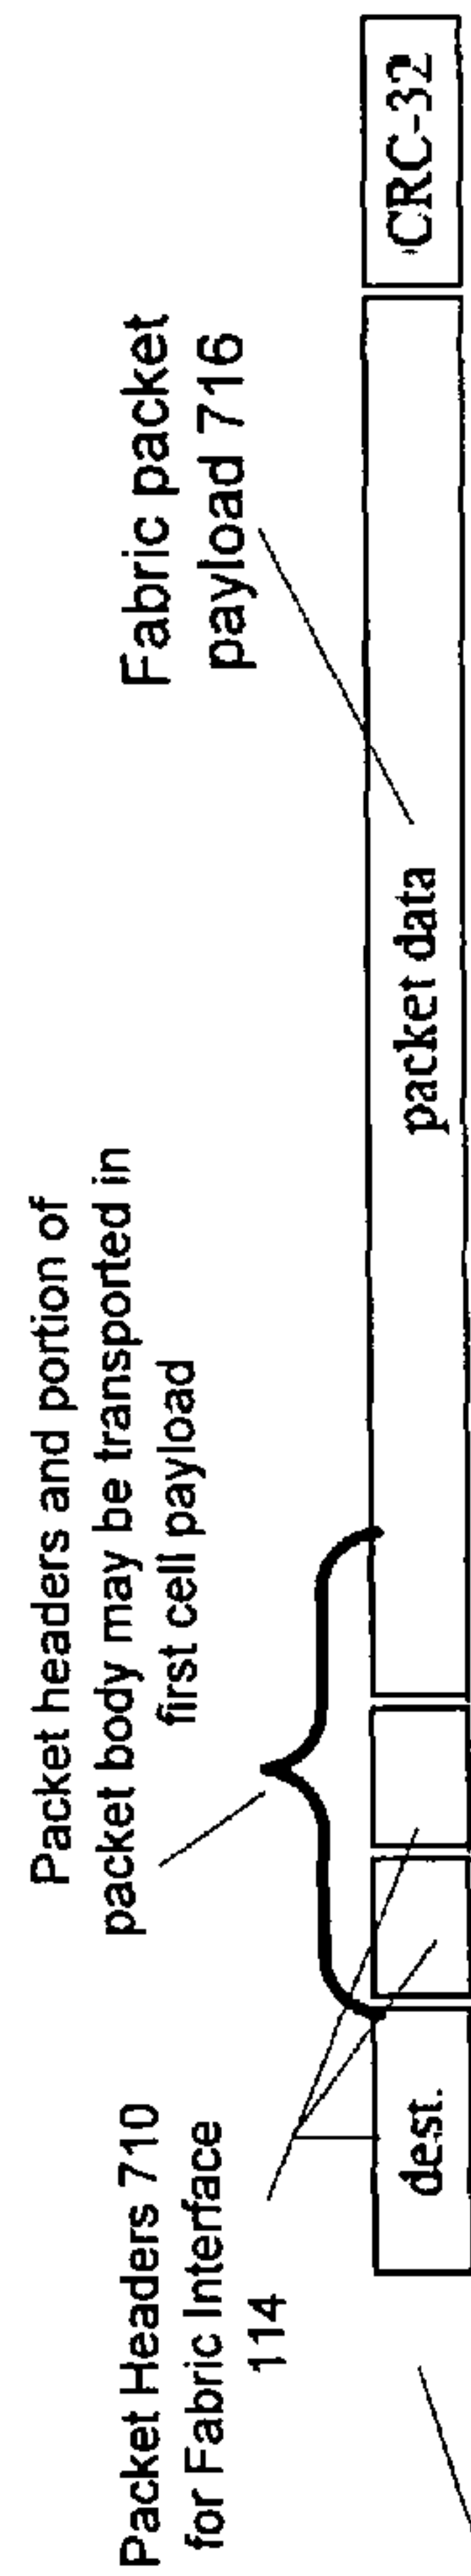 Packet headers and portion of
packet body may be transported in
first cell payload
Packet Headers 710
for Fabric Interface
114
Fabric packet
payload 716
dest.
packet data
CRC-32